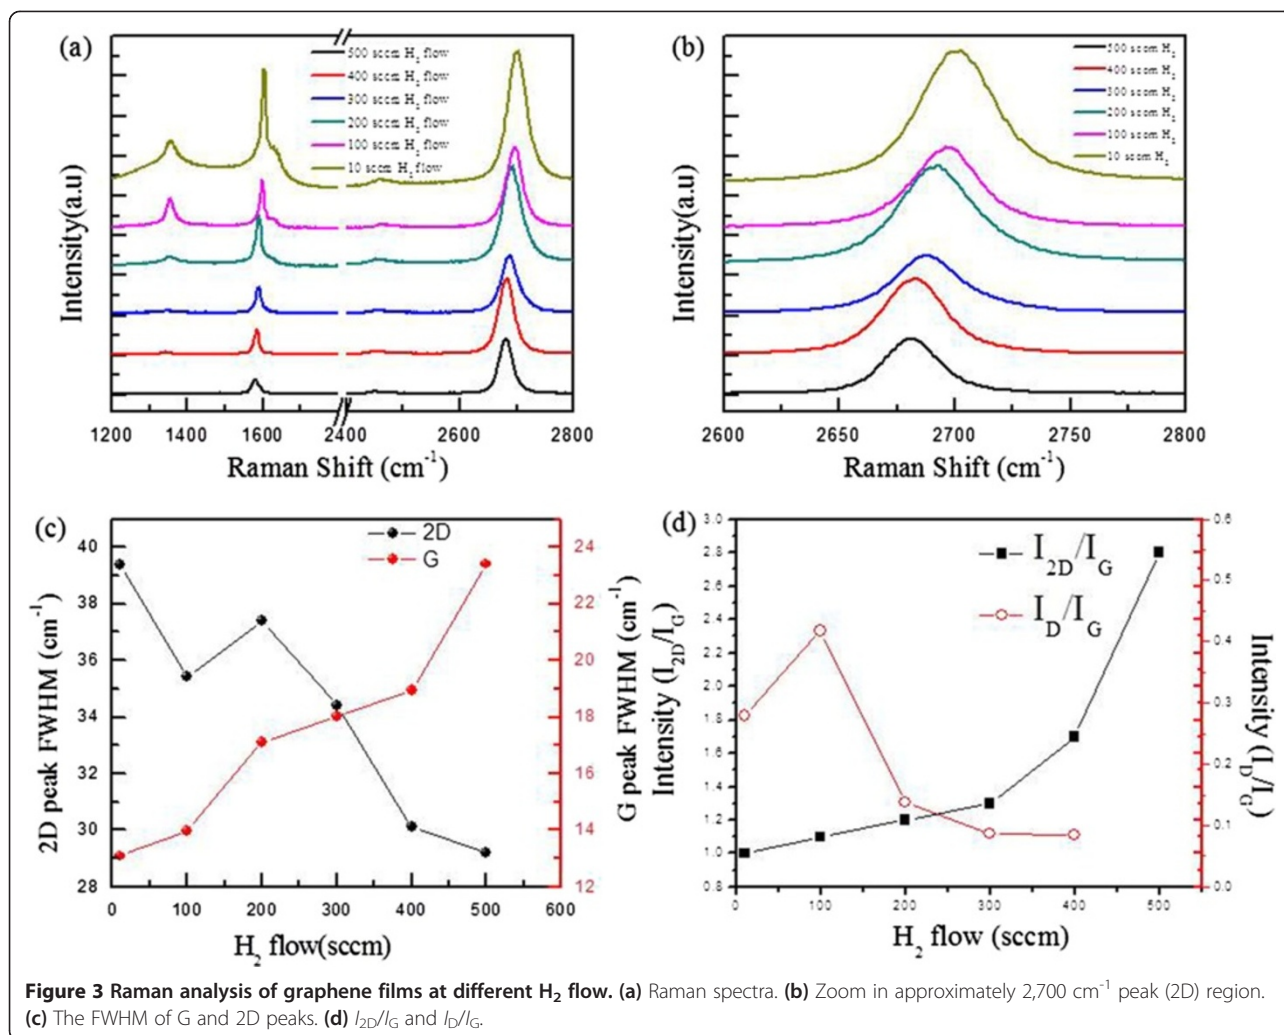 (a)
500 sccm H2 flow
400 sccm H2 flow
300 sccm H2 flow
200 sccm H2 flow
100 sccm H2 flow
10 sccm H2 flow
Intensity(a.u)
1200 1400 1600 2400 2600 2800
Raman Shift (cm-1)
(b)
500 sccm H2
400 sccm H2
300 sccm H2
200 sccm H2
100 sccm H2
10 sccm H2
Intensity(a.u)
2600 2650 2700 2750 2800
Raman Shift (cm-1)
(c)
2D
G
40
38
36
34
32
30
28
2D peak FWHM (cm-1)
24
22
20
18
16
14
12
G peak FWHM (cm-1)
0 100 200 300 400 500 600
H2 flow(sccm)
(d)
I2D/IG
ID/IG
3.0
2.8
2.6
2.4
2.2
2.0
1.8
1.6
1.4
1.2
1.0
0.8
Intensity (I2D/IG)
0.6
0.5
0.4
0.3
0.2
0.1
0.0
Intensity (ID/IG)
0 100 200 300 400 500
H2 flow (sccm)
Figure 3 Raman analysis of graphene films at different H2 flow. (a) Raman spectra. (b) Zoom in approximately 2,700 cm-1 peak (2D) region.
(c) The FWHM of G and 2D peaks. (d) I2D/IG and ID/IG.